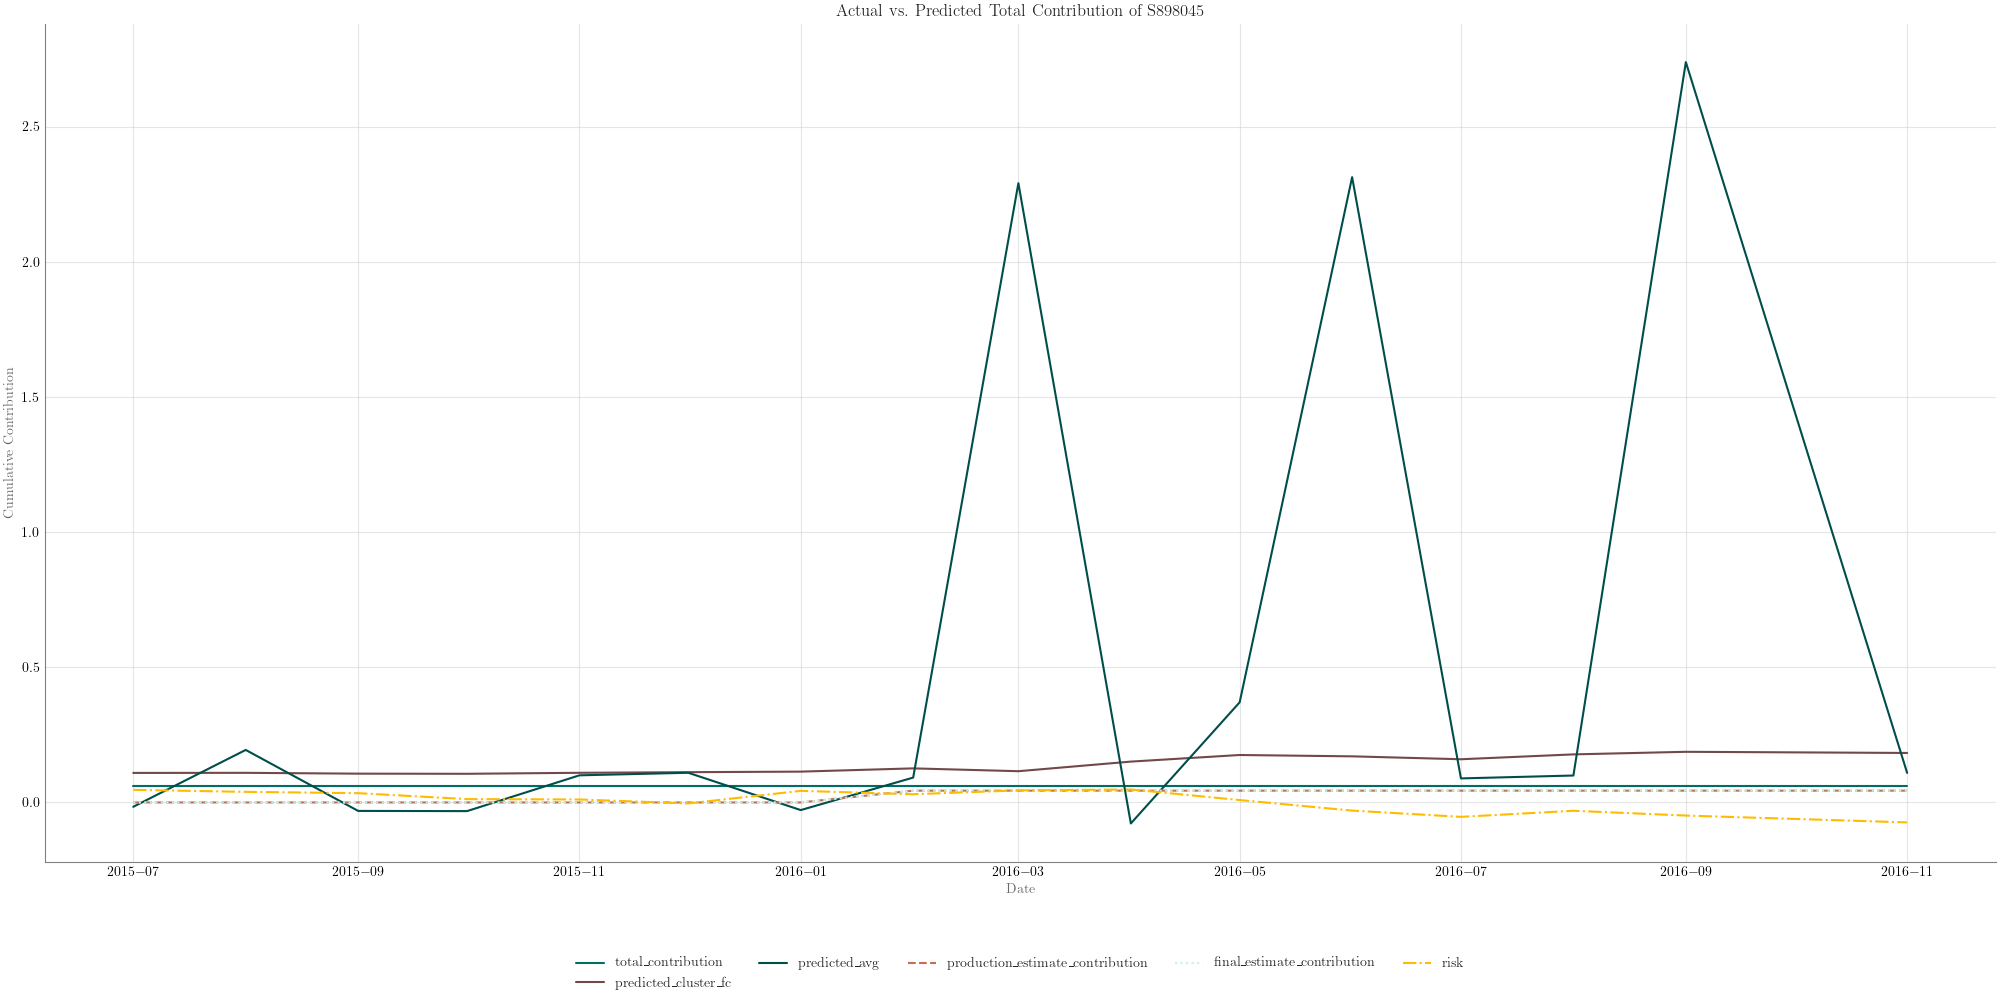 Actual vs. Predicted Total Contribution of S898045
Cumulative Contribution
2.5
2.0
1.5
1.0
0.5
0.0
2015−07 2015−09 2015−11 2016−01 2016−03 2016−05 2016−07 2016−09 2016−11
Date
total_contribution predicted_avg production_estimate_contribution final_estimate_contribution risk
predicted_cluster_fc